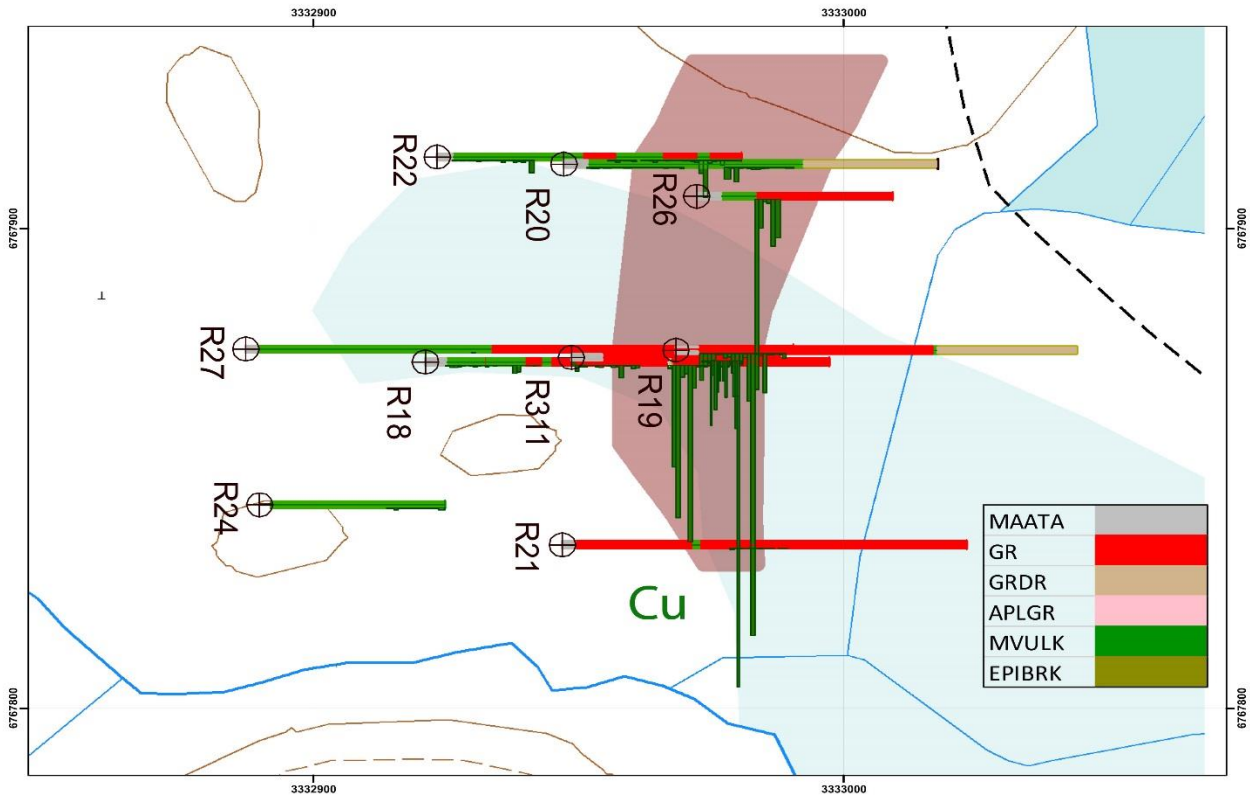 3332900
3333000
R22
R20
R26
6767900
6767900
R27
R18
R311
R19
R24
R21
Cu
MAATA
GR
GRDR
APLGR
MVULK
EPIBRK
6767800
6767800
3332900
3333000